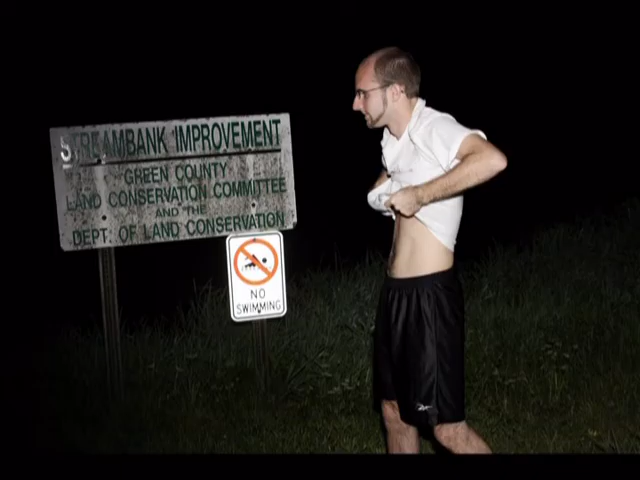 STREAMBANK IMPROVEMENT
GREEN COUNTY
LAND CONSERVATION COMMITTEE
AND THE
DEPT. OF LAND CONSERVATION
NO
SWIMMING